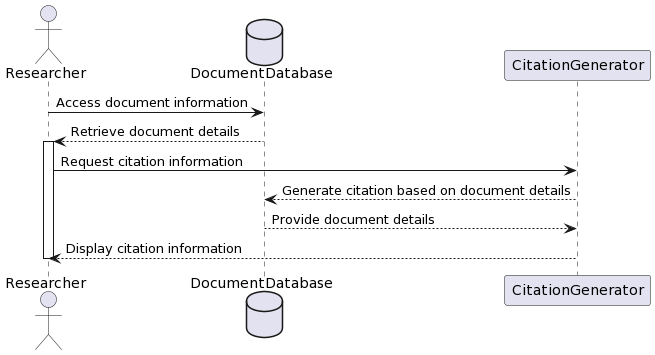 Researcher
DocumentDatabase
CitationGenerator
Access document information
Retrieve document details
Request citation information
Generate citation based on document details
Provide document details
Display citation information
Researcher
DocumentDatabase
CitationGenerator